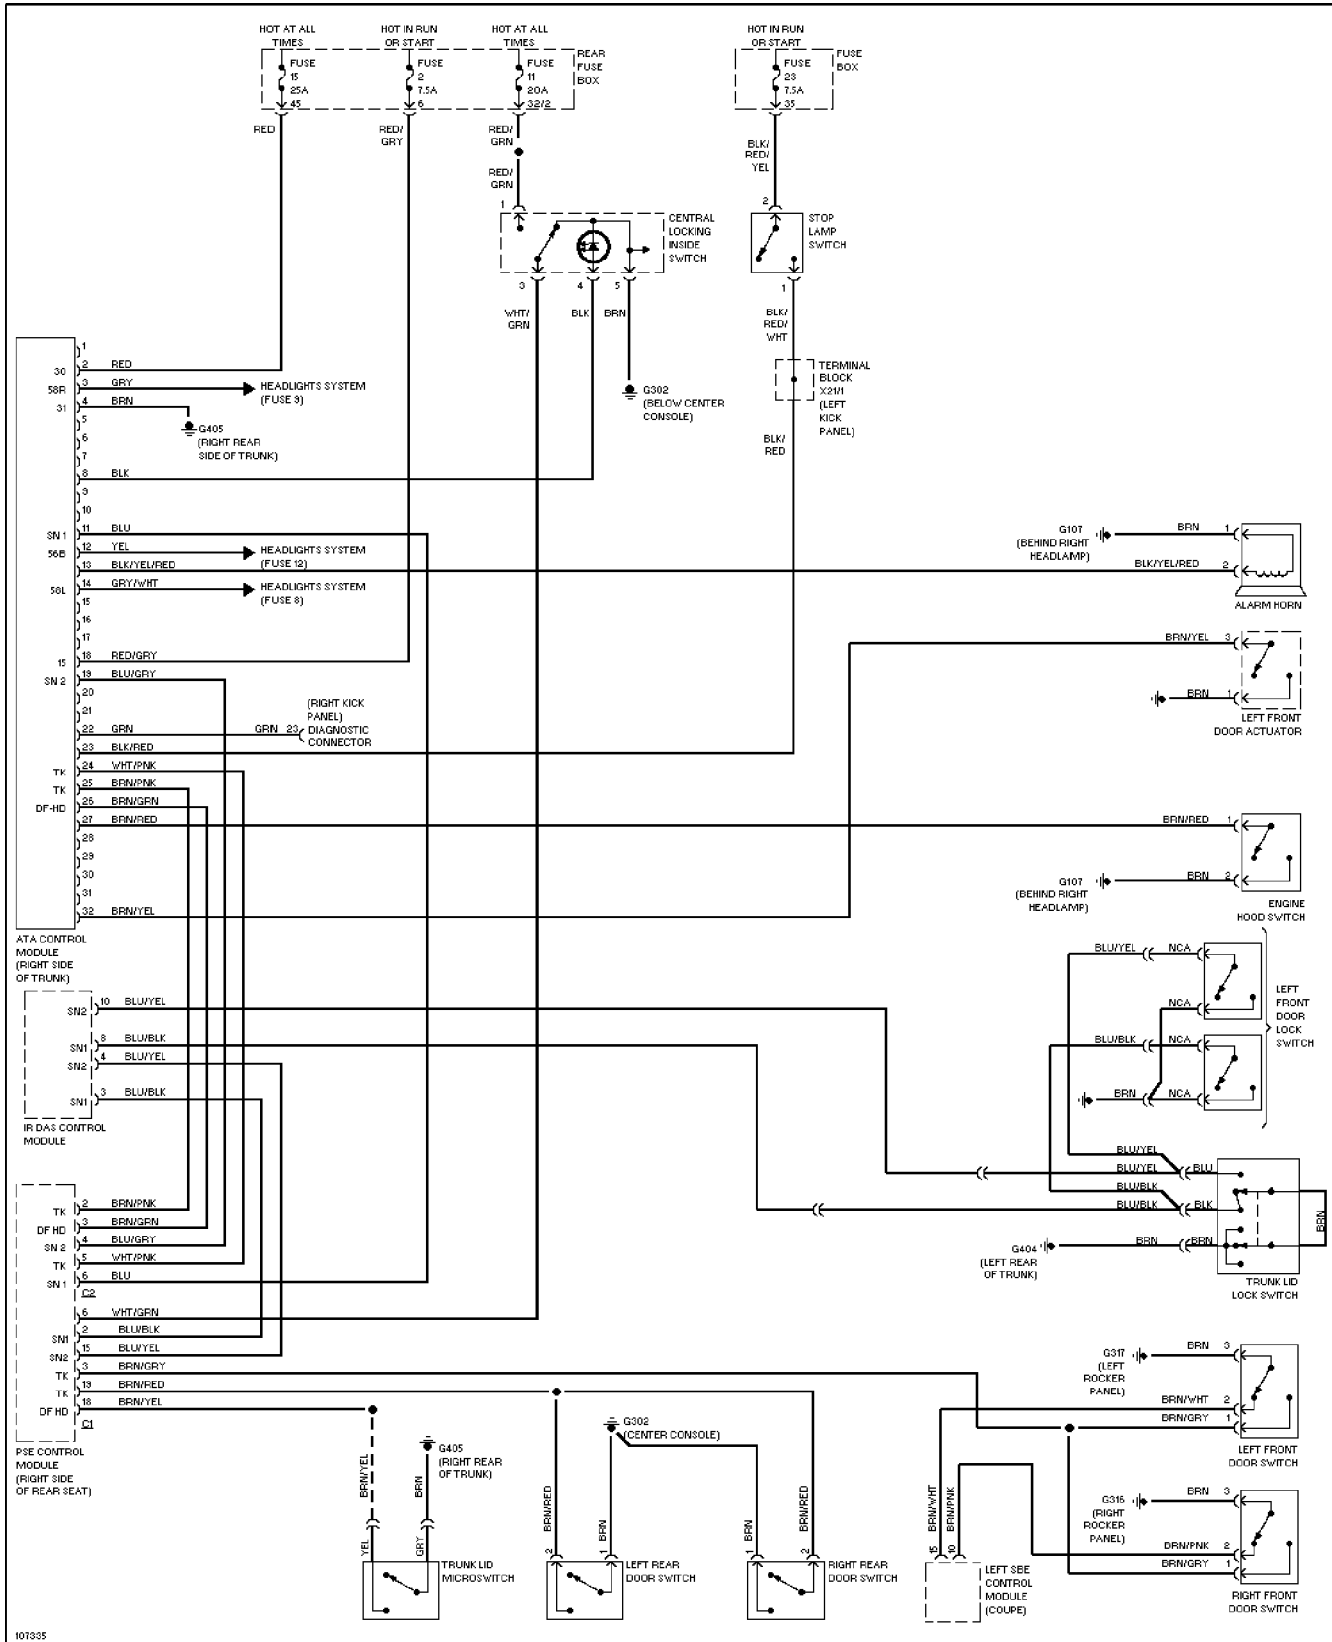 HOT AT ALL
TIMES
HOT IN RUN
OR START
HOT AT ALL
TIMES
HOT IN RUN
OR START
FUSE
15
25A
45
FUSE
2
7.5A
6
FUSE
11
20A
32/2
REAR
FUSE
BOX
FUSE
23
7.5A
35
FUSE
BOX
RED
RED/
GRY
RED/
GRN
RED/
GRN
BLK/
RED/
YEL
1
CENTRAL
LOCKING
INSIDE
SWITCH
3
4
5
WHT/
GRN
BLK
BRN
2
STOP
LAMP
SWITCH
1
BLK/
RED/
WHT
TERMINAL
BLOCK
X21/1
(LEFT
KICK
PANEL)
BLK/
RED
G302
(BELOW CENTER
CONSOLE)
1
30 2 RED
58R 3 GRY HEADLIGHTS SYSTEM
(FUSE 9)
31 4 BRN
G405
(RIGHT REAR
SIDE OF TRUNK)
5
6
7
8 BLK
9
10
SN 1 11 BLU
56B 12 YEL HEADLIGHTS SYSTEM
(FUSE 12)
13 BLK/YEL/RED
58L 14 GRY/WHT HEADLIGHTS SYSTEM
(FUSE 8)
15
16
17
15 18 RED/GRY
SN 2 19 BLU/GRY
20
21
22 GRN GRN 23
(RIGHT KICK
PANEL)
DIAGNOSTIC
CONNECTOR
23 BLK/RED
TK 24 WHT/PNK
TK 25 BRN/PNK
DF-HD 26 BRN/GRN
27 BRN/RED
28
29
30
31
32 BRN/YEL
ATA CONTROL
MODULE
(RIGHT SIDE
OF TRUNK)
G107
(BEHIND RIGHT
HEADLAMP)
BRN 1
BLK/YEL/RED 2
ALARM HORN
BRN/YEL 3
BRN 1
LEFT FRONT
DOOR ACTUATOR
BRN/RED 1
G107
(BEHIND RIGHT
HEADLAMP)
BRN 2
ENGINE
HOOD SWITCH
BLU/YEL NCA
NCA
BLU/BLK NCA
BRN NCA
LEFT
FRONT
DOOR
LOCK
SWITCH
SN2 10 BLU/YEL
SN1 8 BLU/BLK
SN2 4 BLU/YEL
SN1 3 BLU/BLK
IR DAS CONTROL
MODULE
BLU/YEL
BLU/YEL BLU
BLU/BLK
BLU/BLK BLK
G404
(LEFT REAR
OF TRUNK)
BRN BRN
BRN
TRUNK LID
LOCK SWITCH
TK 2 BRN/PNK
DF HD 3 BRN/GRN
SN 2 4 BLU/GRY
TK 5 WHT/PNK
SN 1 6 BLU
C2
6 WHT/GRN
SN1 2 BLU/BLK
SN2 15 BLU/YEL
TK 3 BRN/GRY
TK 19 BRN/RED
DF HD 18 BRN/YEL
C1
PSE CONTROL
MODULE
(RIGHT SIDE
OF REAR SEAT)
BRN/YEL
YEL
G405
(RIGHT REAR
OF TRUNK)
BRN
GRY
TRUNK LID
MICROSWITCH
G302
(CENTER CONSOLE)
BRN/RED
2
BRN
1
LEFT REAR
DOOR SWITCH
BRN
1
BRN/RED
2
RIGHT REAR
DOOR SWITCH
BRN/WHT
15
BRN/PNK
10
LEFT SBE
CONTROL
MODULE
(COUPE)
G317
(LEFT
ROCKER
PANEL)
BRN 3
BRN/WHT 2
BRN/GRY 1
LEFT FRONT
DOOR SWITCH
G316
(RIGHT
ROCKER
PANEL)
BRN 3
BRN/PNK 2
BRN/GRY 1
RIGHT FRONT
DOOR SWITCH
107335